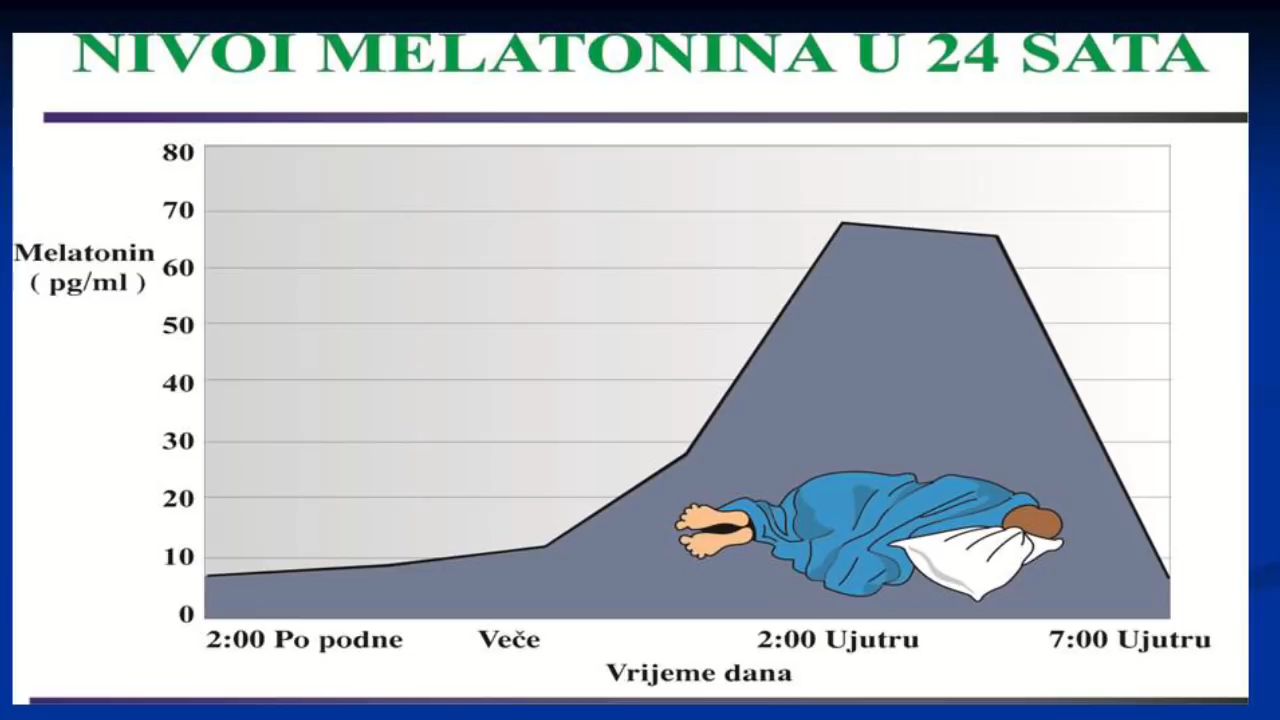 NIVOI MELATONINA U 24 SATA
80
70
Melatonin
60
( pg/ml )
50
40
30
20
10
0
2:00 Po podne Veče 2:00 Ujutru 7:00 Ujutru
Vrijeme dana